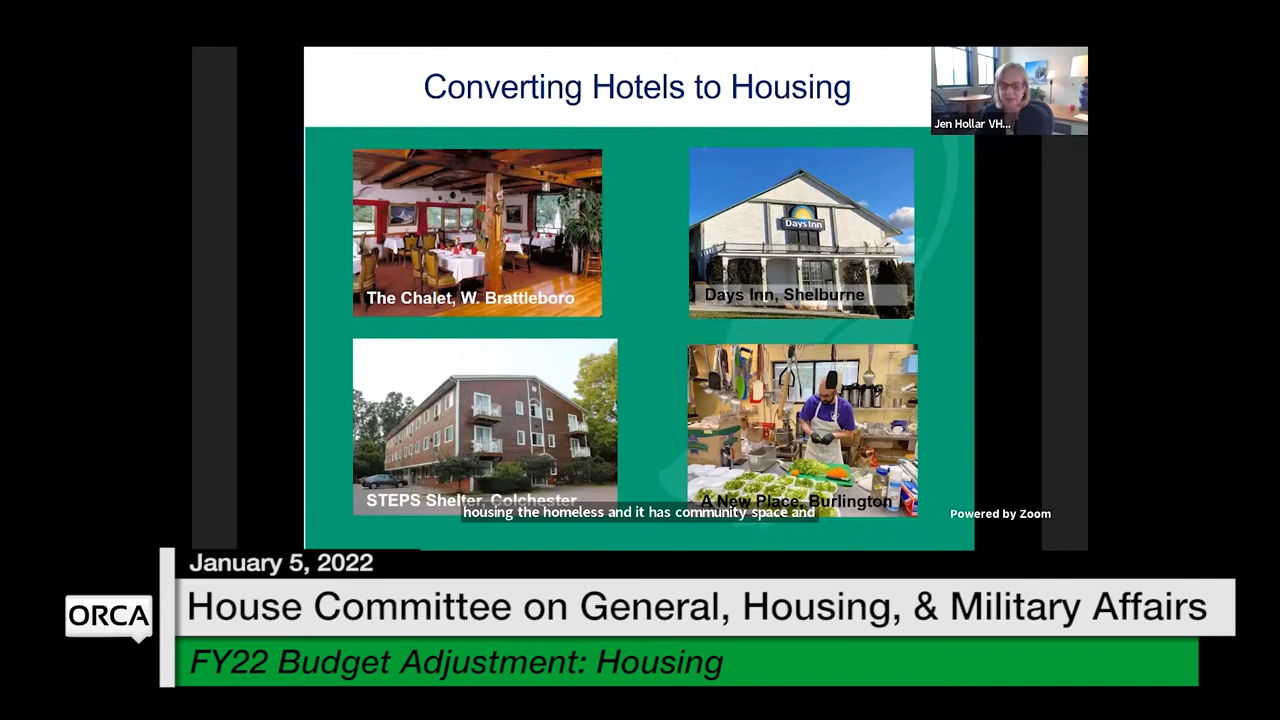 Converting Hotels to Housing
Jen Hollar VH...
The Chalet, W. Brattleboro
Days Inn
Days Inn, Shelburne
STEPS Shelter, Colchester
A New Place, Burlington
housing the homeless and it has community space and
Powered by Zoom
January 5, 2022
ORCA
House Committee on General, Housing, & Military Affairs
FY22 Budget Adjustment: Housing